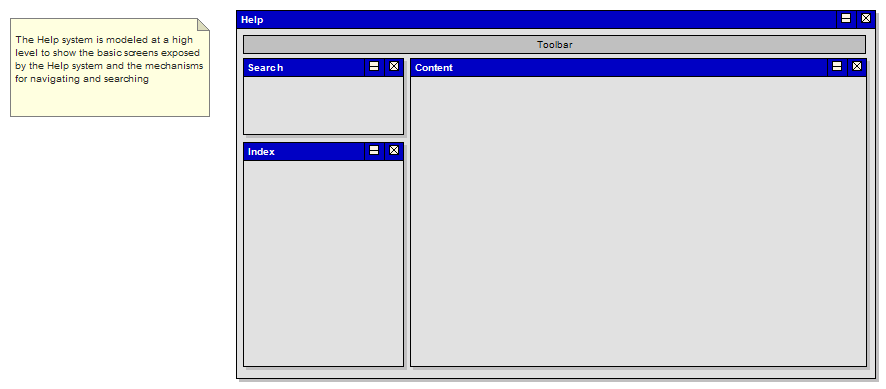 The Help system is modeled at a high
level to show the basic screens exposed
by the Help system and the mechanisms
for navigating and searching
Help
Toolbar
Search
Content
Index